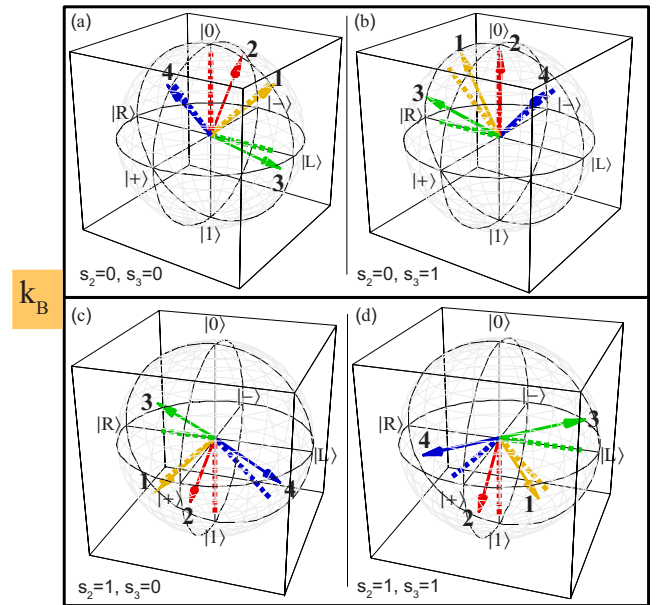 (a)
|0⟩
2
4
1
|−⟩
|R⟩
|L⟩
3
|+⟩
|1⟩
s₂=0, s₃=0
(b)
|0⟩
1
2
4
|−⟩
3
|R⟩
|L⟩
|+⟩
|1⟩
s₂=0, s₃=1
k_B
(c)
|0⟩
|−⟩
3
|R⟩
|L⟩
1
4
|+⟩
2
|1⟩
s₂=1, s₃=0
(d)
|0⟩
|−⟩
3
|R⟩
4
|L⟩
|+⟩
1
2
|1⟩
s₂=1, s₃=1